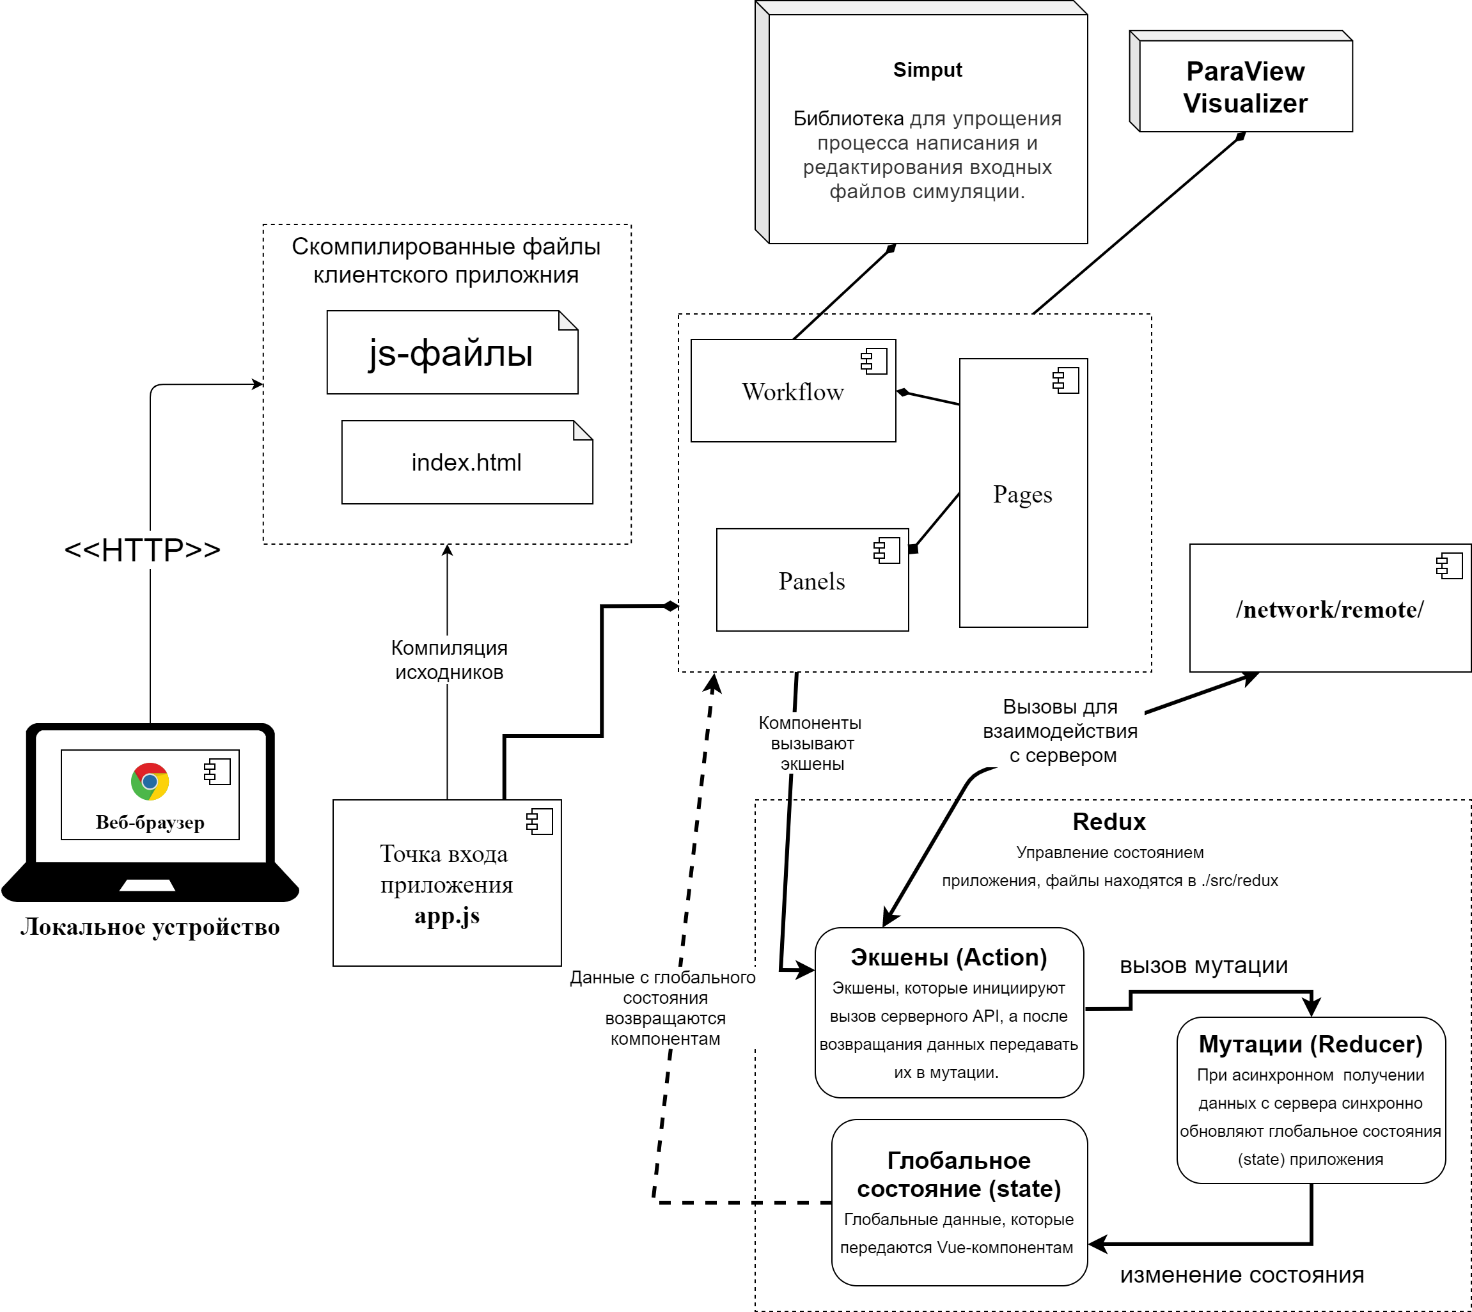 Simput
Библиотека для упрощения
процесса написания и
редактирования входных
файлов симуляции.
ParaView
Visualizer
Скомпилированные файлы
клиентского приложния
js-файлы
index.html
Workflow
Pages
Panels
<<HTTP>>
/network/remote/
Компиляция
исходников
Вызовы для
взаимодействия
с сервером
Компоненты
вызывают
экшены
Веб-браузер
Локальное устройство
Точка входа
приложения
app.js
Redux
Управление состоянием
приложения, файлы находятся в ./src/redux
Данные с глобального
состояния
возвращаются
компонентам
Экшены (Action)
Экшены, которые инициируют
вызов серверного API, а после
возвращания данных передавать
их в мутации.
вызов мутации
Мутации (Reducer)
При асинхронном получении
данных с сервера синхронно
обновляют глобальное состояния
(state) приложения
Глобальное
состояние (state)
Глобальные данные, которые
передаются Vue-компонентам
изменение состояния